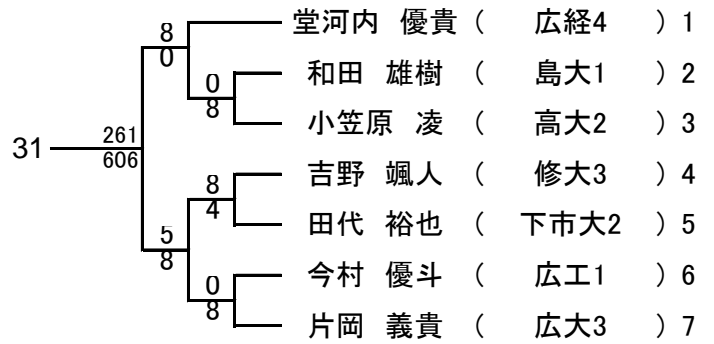 堂河内 優貴 ( 広経4 ) 1
8
0
和田 雄樹 ( 島大1 ) 2
0
8
小笠原 凌 ( 高大2 ) 3
31
261
606
吉野 颯人 ( 修大3 ) 4
8
4
田代 裕也 ( 下市大2 ) 5
5
8
今村 優斗 ( 広工1 ) 6
0
8
片岡 義貴 ( 広大3 ) 7